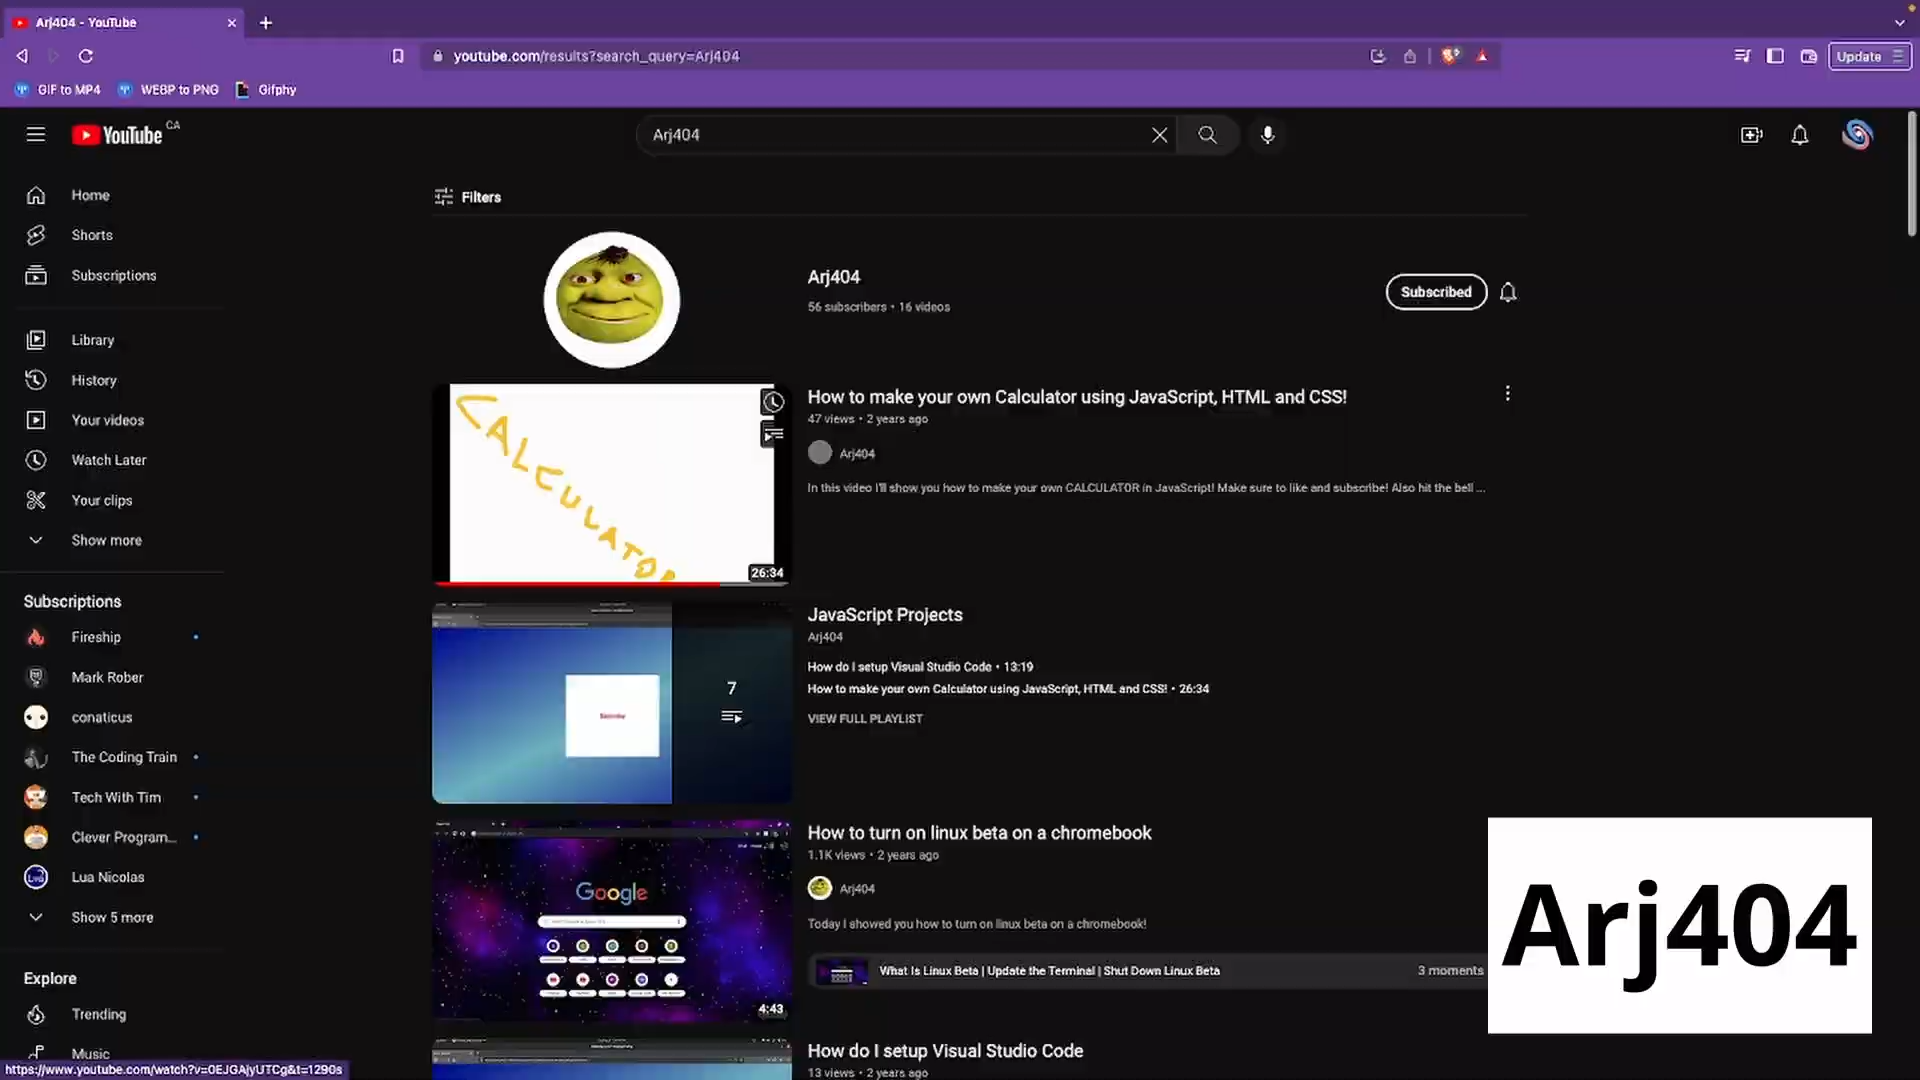 Arj404 - YouTube
youtube.com/results?search_query=Arj404
Update
GIF to MP4
WEBP to PNG
Gifphy
YouTube CA
Arj404
Home
Shorts
Subscriptions
Library
History
Your videos
Watch Later
Your clips
Show more
Subscriptions
Fireship
Mark Rober
conaticus
The Coding Train
Tech With Tim
Clever Program...
Lua Nicolas
Show 5 more
Explore
Trending
Music
https://www.youtube.com/watch?v=0EJGAjyUTCg&t=1290s
Filters
Arj404
56 subscribers • 16 videos
Subscribed
CALCULATOR
26:34
How to make your own Calculator using JavaScript, HTML and CSS!
47 views • 2 years ago
Arj404
In this video I'll show you how to make your own CALCULATOR in JavaScript! Make sure to like and subscribe! Also hit the bell ...
7
JavaScript Projects
Arj404
How do I setup Visual Studio Code • 13:19
How to make your own Calculator using JavaScript, HTML and CSS! • 26:34
VIEW FULL PLAYLIST
Google
4:43
How to turn on linux beta on a chromebook
1.1K views • 2 years ago
Arj404
Today I showed you how to turn on linux beta on a chromebook!
What Is Linux Beta | Update the Terminal | Shut Down Linux Beta
3 moments
How do I setup Visual Studio Code
13 views • 2 years ago
Arj404